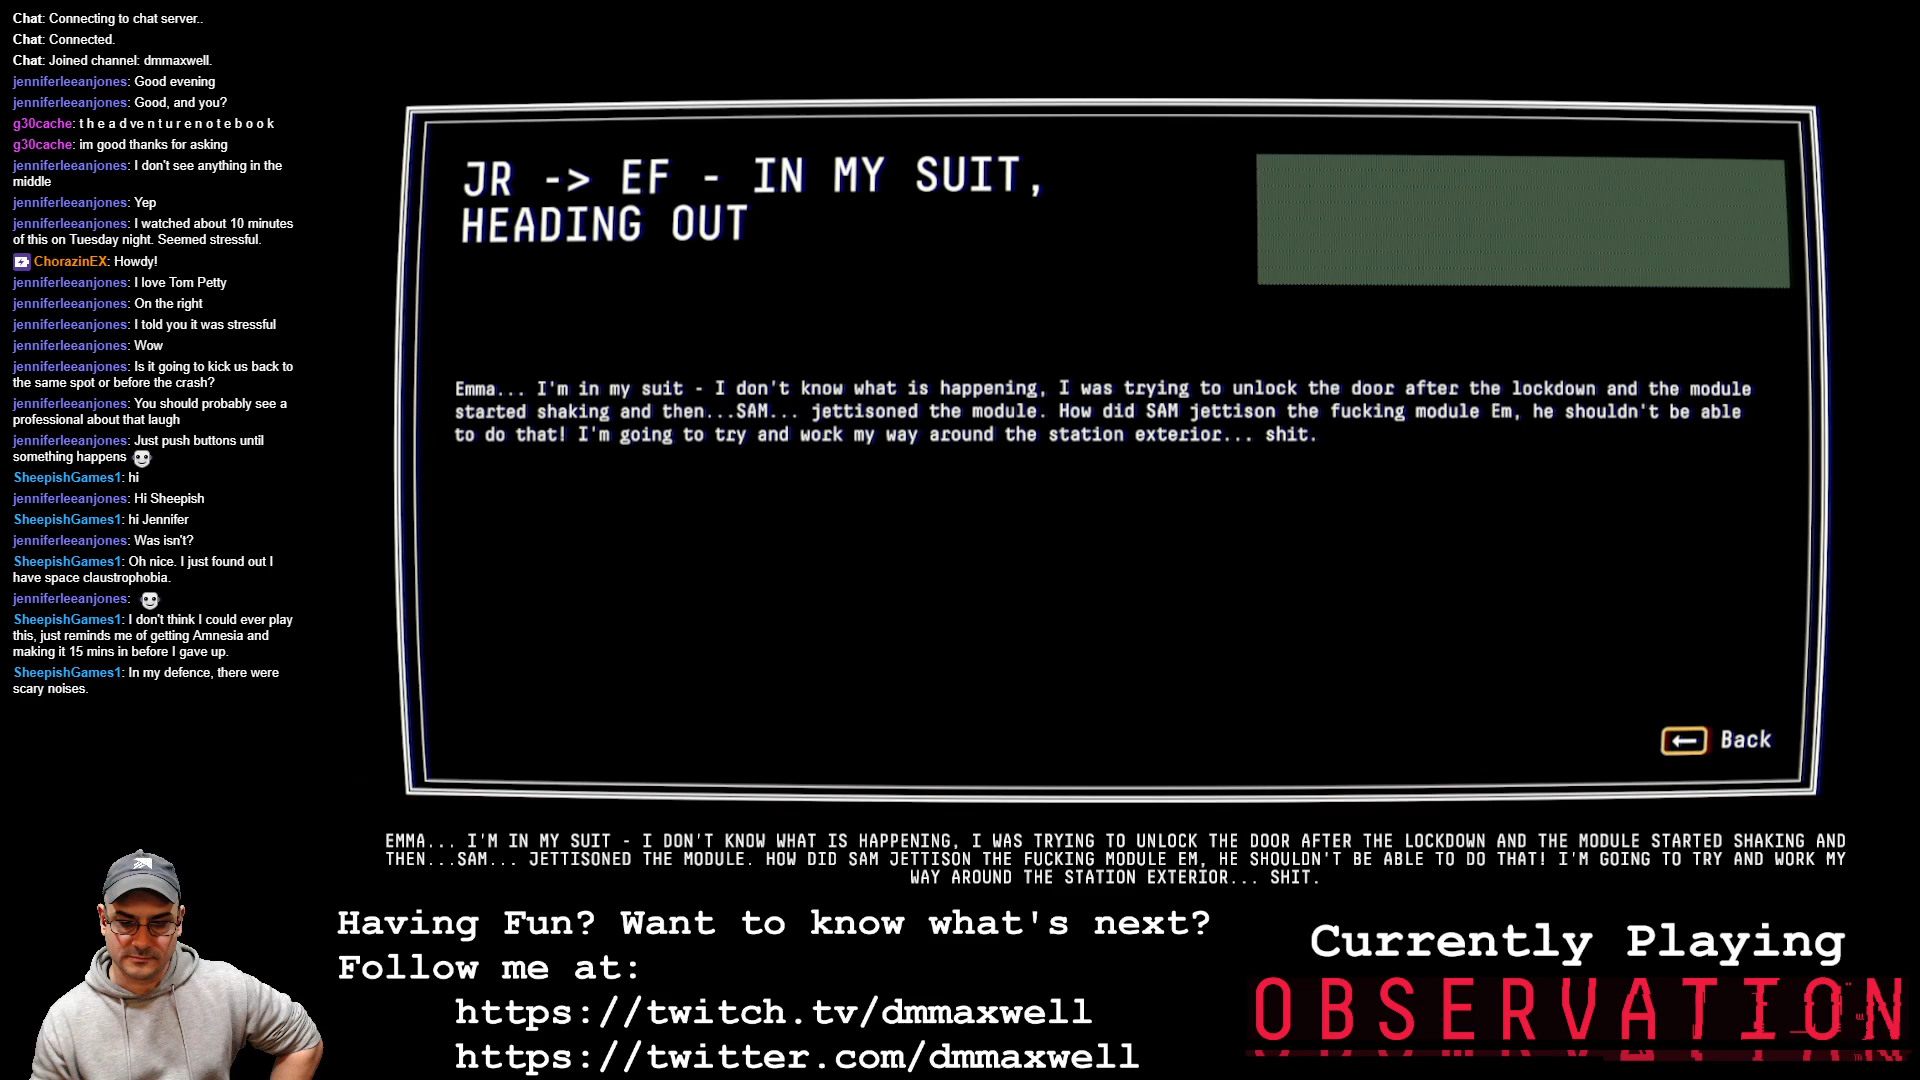 Chat: Connecting to chat server..
Chat: Connected.
Chat: Joined channel: dmmaxwell.
jenniferleeanjones: Good evening
jenniferleeanjones: Good, and you?
g30cache: t h e a d v e n t u r e n o t e b o o k
g30cache: im good thanks for asking
jenniferleeanjones: I don't see anything in the
middle
jenniferleeanjones: Yep
jenniferleeanjones: I watched about 10 minutes
of this on Tuesday night. Seemed stressful.
ChorazinEX: Howdy!
jenniferleeanjones: I love Tom Petty
jenniferleeanjones: On the right
jenniferleeanjones: I told you it was stressful
jenniferleeanjones: Wow
jenniferleeanjones: Is it going to kick us back to
the same spot or before the crash?
jenniferleeanjones: You should probably see a
professional about that laugh
jenniferleeanjones: Just push buttons until
something happens
SheepishGames1: hi
jenniferleeanjones: Hi Sheepish
SheepishGames1: hi Jennifer
jenniferleeanjones: Was isn't?
SheepishGames1: Oh nice. I just found out I
have space claustrophobia.
jenniferleeanjones:
SheepishGames1: I don't think I could ever play
this, just reminds me of getting Amnesia and
making it 15 mins in before I gave up.
SheepishGames1: In my defence, there were
scary noises.
JR -> EF - IN MY SUIT,
HEADING OUT
Emma... I'm in my suit - I don't know what is happening, I was trying to unlock the door after the lockdown and the module
started shaking and then...SAM... jettisoned the module. How did SAM jettison the fucking module Em, he shouldn't be able
to do that! I'm going to try and work my way around the station exterior... shit.
Back
EMMA... I'M IN MY SUIT - I DON'T KNOW WHAT IS HAPPENING, I WAS TRYING TO UNLOCK THE DOOR AFTER THE LOCKDOWN AND THE MODULE STARTED SHAKING AND
THEN...SAM... JETTISONED THE MODULE. HOW DID SAM JETTISON THE FUCKING MODULE EM, HE SHOULDN'T BE ABLE TO DO THAT! I'M GOING TO TRY AND WORK MY
WAY AROUND THE STATION EXTERIOR... SHIT.
Having Fun? Want to know what's next?
Follow me at:
https://twitch.tv/dmmaxwell
https://twitter.com/dmmaxwell
Currently Playing
OBSERVATION